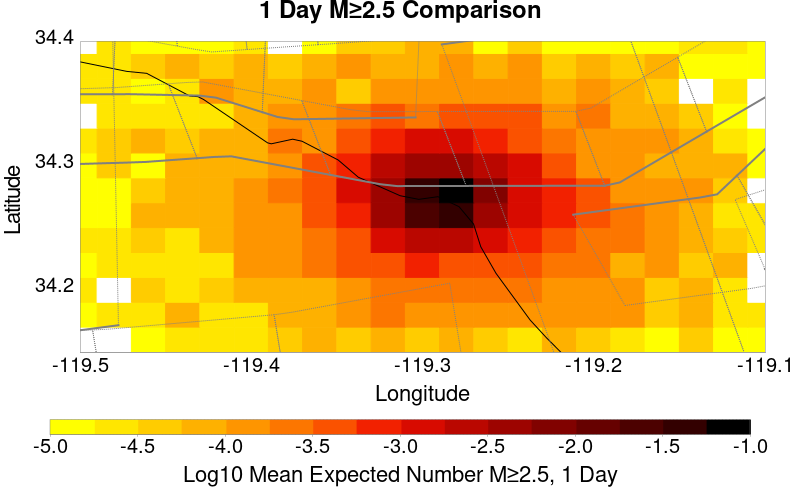 1 Day M≥2.5 Comparison
34.4
34.3
34.2
Latitude
-119.5 -119.4 -119.3 -119.2 -119.1
Longitude
-5.0 -4.5 -4.0 -3.5 -3.0 -2.5 -2.0 -1.5 -1.0
Log10 Mean Expected Number M≥2.5, 1 Day